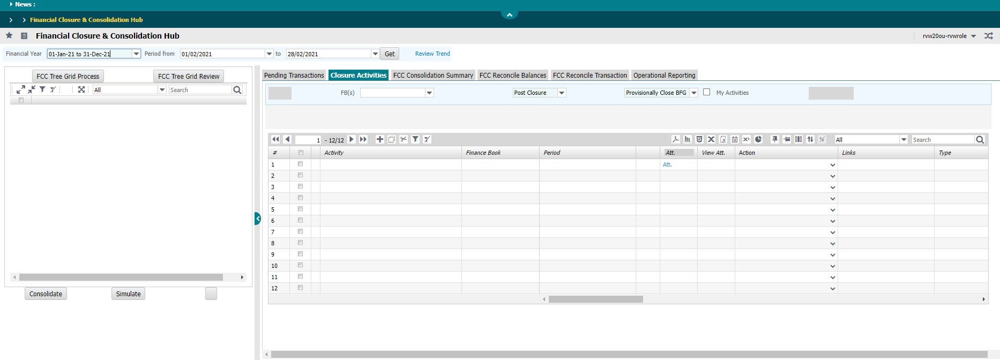 News :
Financial Closure & Consolidation Hub
Financial Closure & Consolidation Hub
rvw20ou-rvwrole
Financial Year 01-Jan-21 to 31-Dec-21 Period from 01/02/2021 to 28/02/2021 Get Review Trend
FCC Tree Grid Process FCC Tree Grid Review
All Search
Consolidate Simulate
Pending Transactions Closure Activities FCC Consolidation Summary FCC Reconcile Balances FCC Reconcile Transaction Operational Reporting
FB(s) Post Closure Provisionally Close BFG My Activities
1 - 12/12 All Search
# Activity Finance Book Period Att. View Att. Action Links Type
1 Att.
2
3
4
5
6
7
8
9
10
11
12